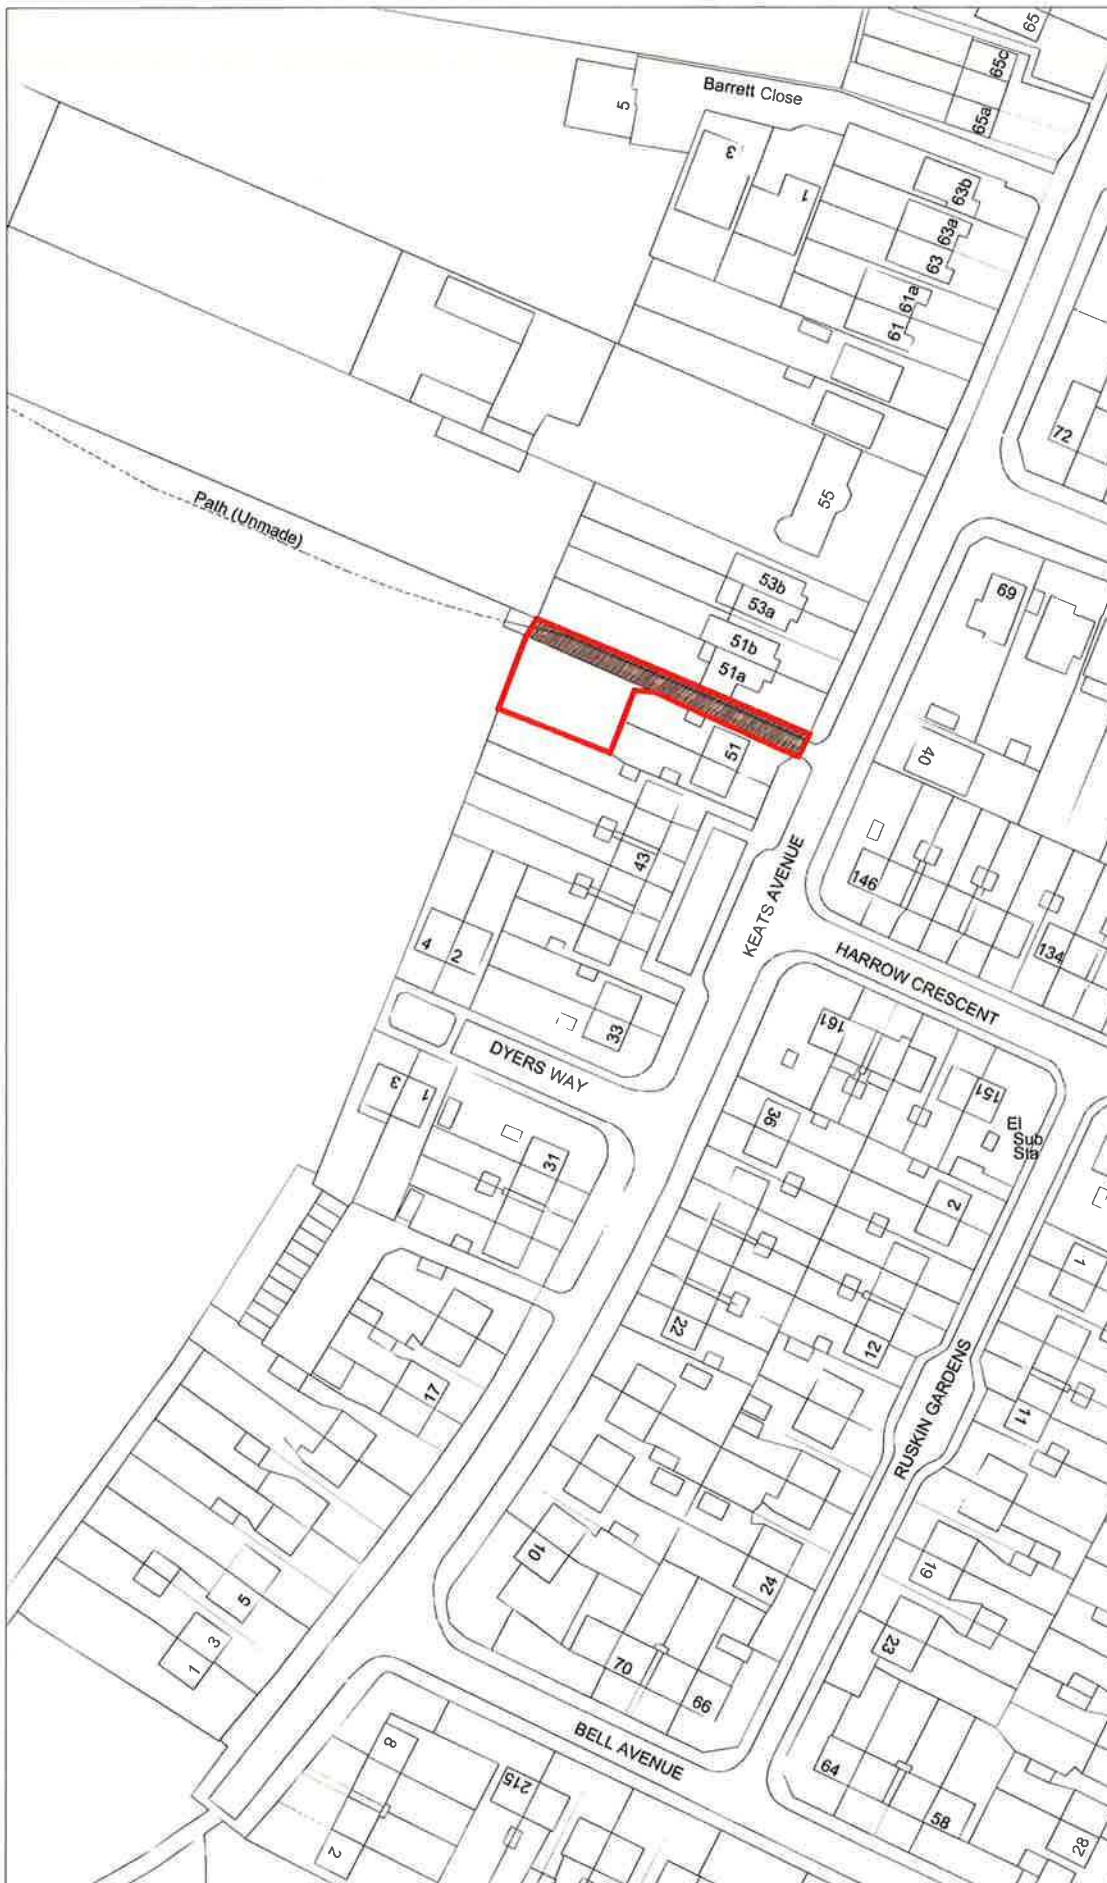 65
65c
Barrett Close
5
65a
3
1
63b
63a
63
61a
61
72
55
Path (Unmade)
53b
53a
69
51b
51a
51
40
43
KEATS AVENUE
146
4
2
134
HARROW CRESCENT
33
161
DYERS WAY
3
1
151
36
El
Sub
Sta
31
2
1
22
12
17
RUSKIN GARDENS
11
10
24
19
5
3
1
23
70
66
BELL AVENUE
8
64
215
58
2
28